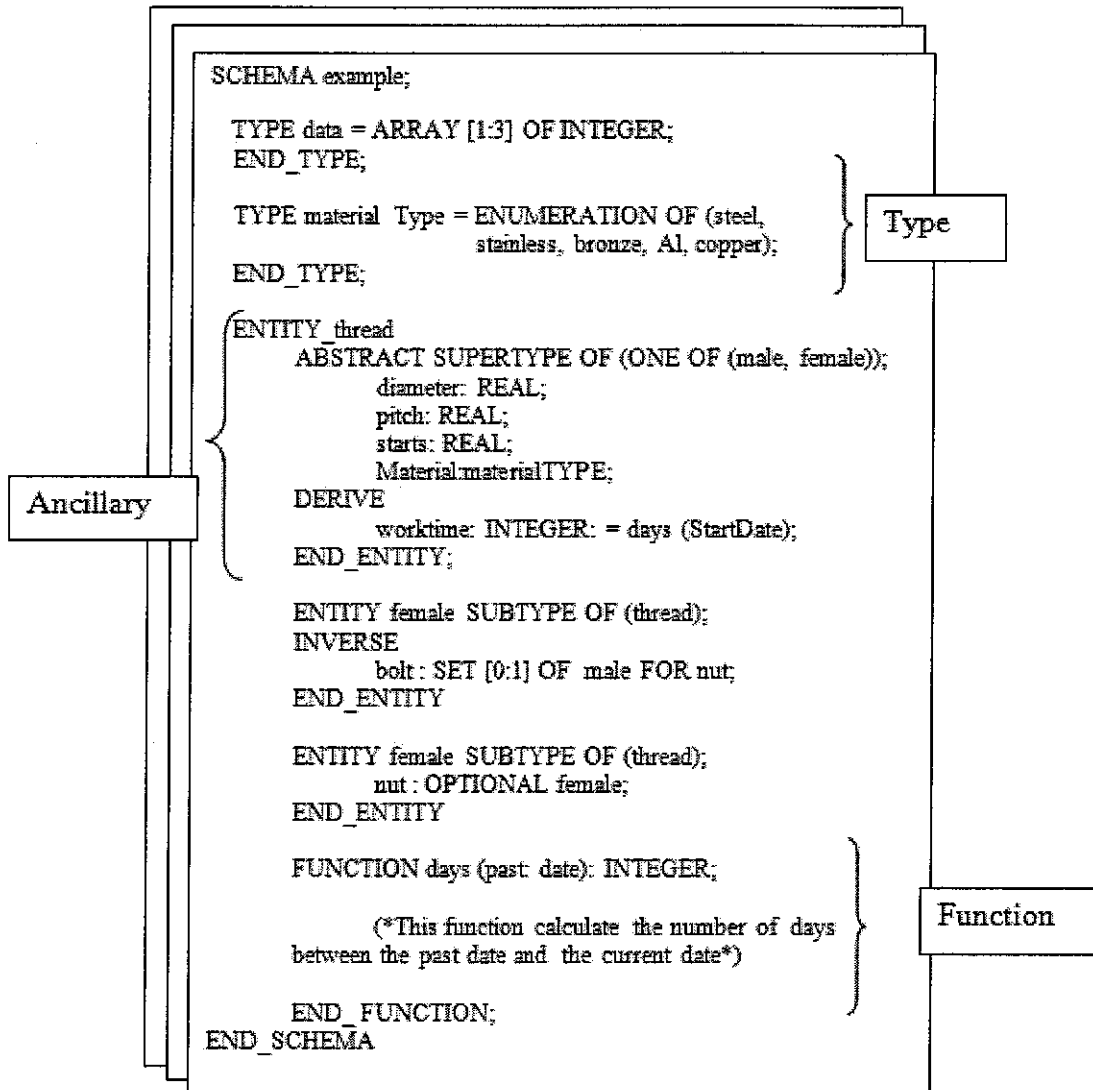 SCHEMA example;
TYPE data = ARRAY [1:3] OF INTEGER;
END_TYPE;
TYPE material Type = ENUMERATION OF (steel,
stainless, bronze, Al, copper);
END_TYPE;
Type
ENTITY_thread
ABSTRACT SUPERTYPE OF (ONE OF (male, female));
diameter: REAL;
pitch: REAL;
starts: REAL;
Material:materialTYPE;
DERIVE
worktime: INTEGER: = days (StartDate);
END_ENTITY;
Ancillary
ENTITY female SUBTYPE OF (thread);
INVERSE
bolt : SET [0:1] OF male FOR nut;
END_ENTITY
ENTITY female SUBTYPE OF (thread);
nut : OPTIONAL female;
END_ENTITY
FUNCTION days (past: date): INTEGER;
(*This function calculate the number of days
between the past date and the current date*)
END_ FUNCTION;
Function
END_SCHEMA